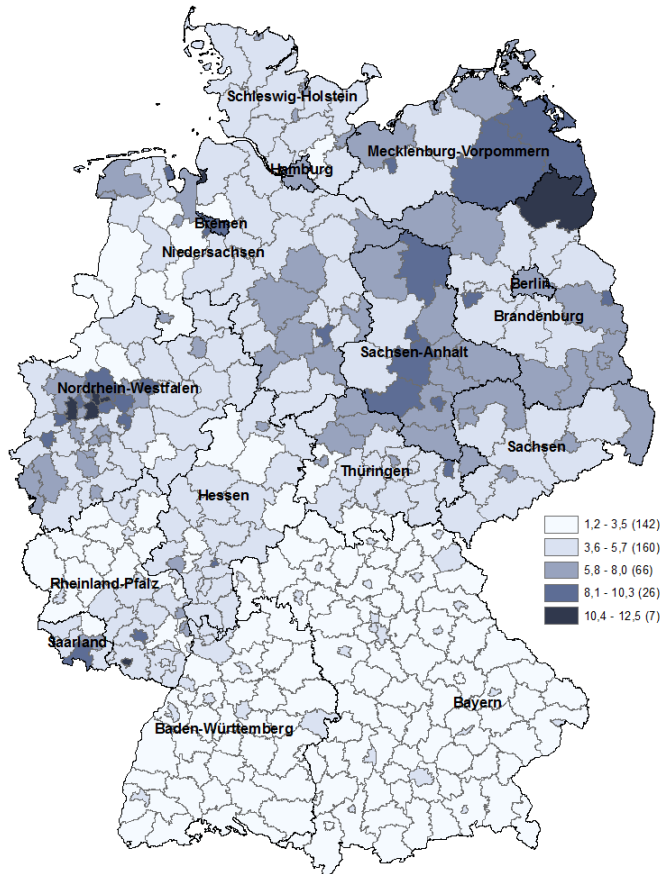 Schleswig-Holstein
Mecklenburg-Vorpommern
Hamburg
Bremen
Niedersachsen
Berlin
Brandenburg
Sachsen-Anhalt
Nordrhein-Westfalen
Sachsen
Thüringen
Hessen
1,2 - 3,5 (142)
3,6 - 5,7 (160)
5,8 - 8,0 (66)
8,1 - 10,3 (26)
10,4 - 12,5 (7)
Rheinland-Pfalz
Saarland
Bayern
Baden-Württemberg